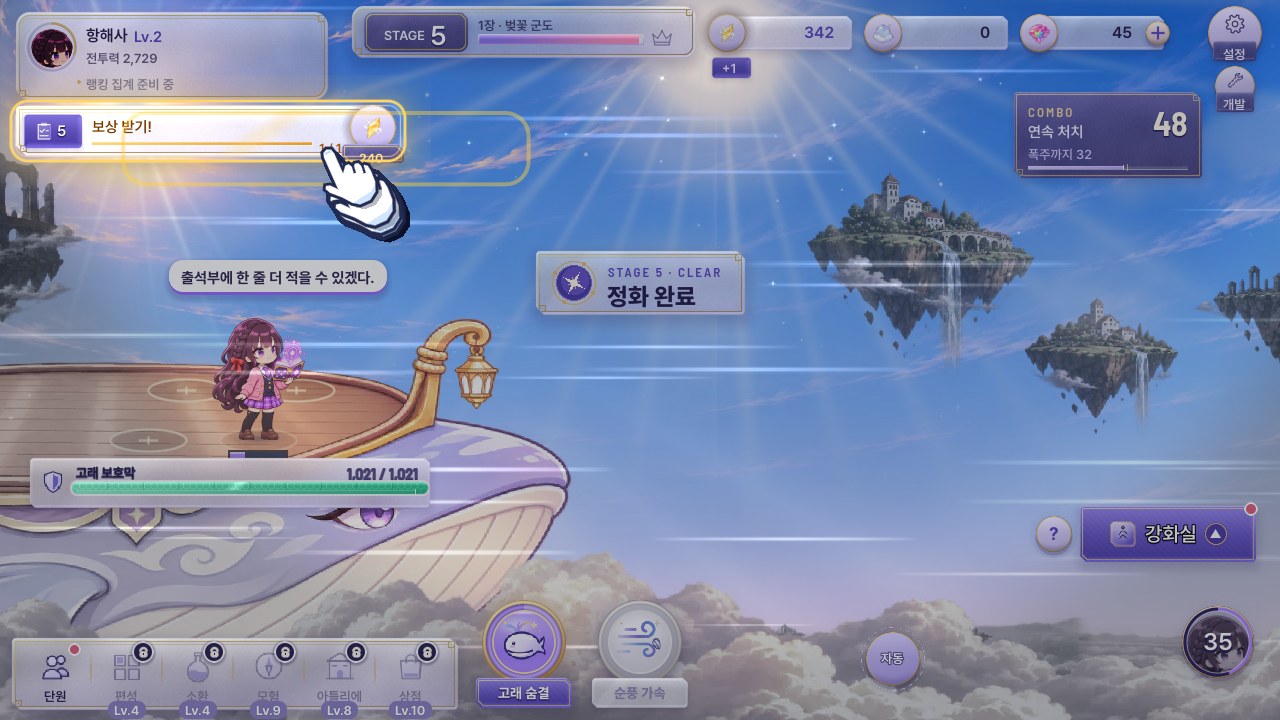 항해사 Lv.2
전투력 2,729
랭킹 집계 준비 중
STAGE 5
1장 · 벚꽃 군도
342
+1
0
45
설정
개발
5
보상 받기!
1/1
240
COMBO
연속 처치
48
폭주까지 32
출석부에 한 줄 더 적을 수 있겠다.
STAGE 5 · CLEAR
정화 완료
고래 보호막
1,021 / 1,021
?
강화실
35
자동
고래 숨결
순풍 가속
단원
편성
Lv.4
소환
Lv.4
모험
Lv.9
아틀리에
Lv.8
상점
Lv.10